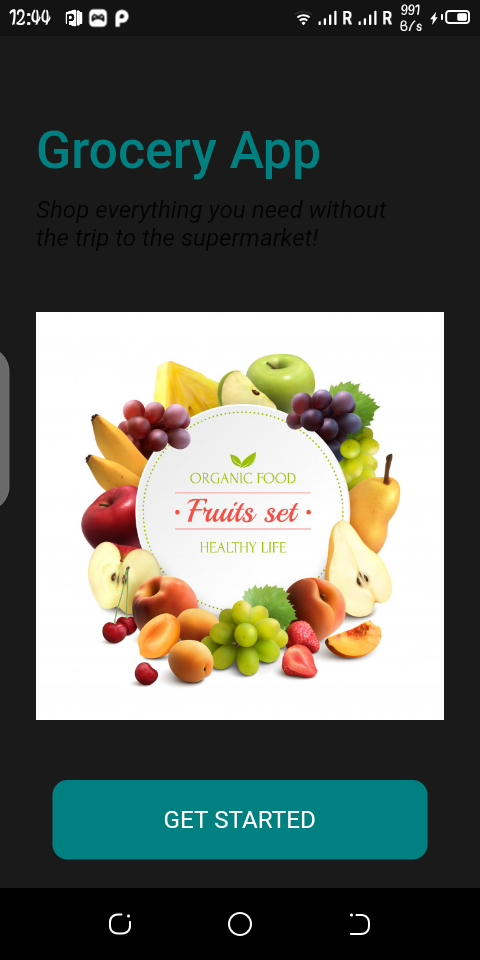 12:44 R R 991 B/s
Grocery App
Shop everything you need without
the trip to the supermarket!
ORGANIC FOOD
• Fruits set •
HEALTHY LIFE
GET STARTED